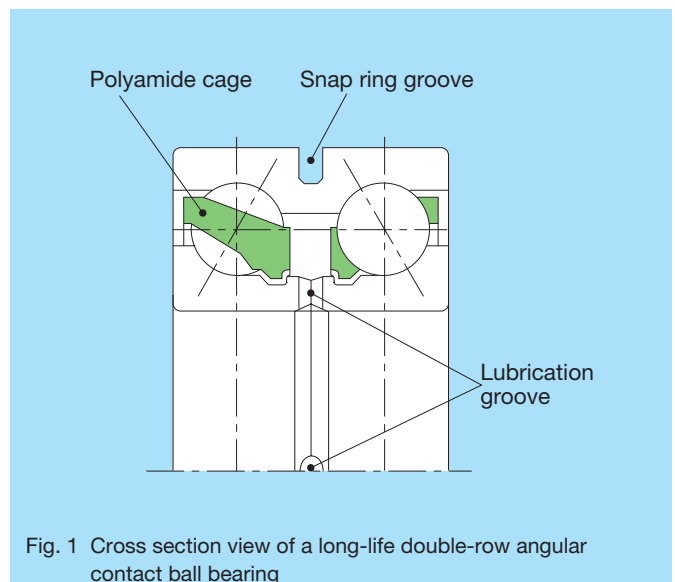 Polyamide cage
Snap ring groove
Lubrication
groove
Fig. 1 Cross section view of a long-life double-row angular
contact ball bearing